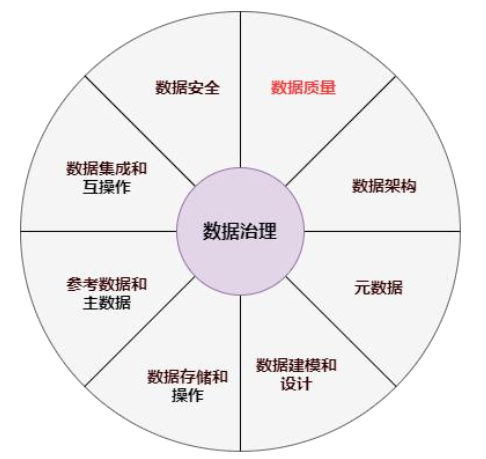 数据安全
数据质量
数据集成和
互操作
数据架构
数据治理
参考数据和
主数据
元数据
数据存储和
操作
数据建模和
设计